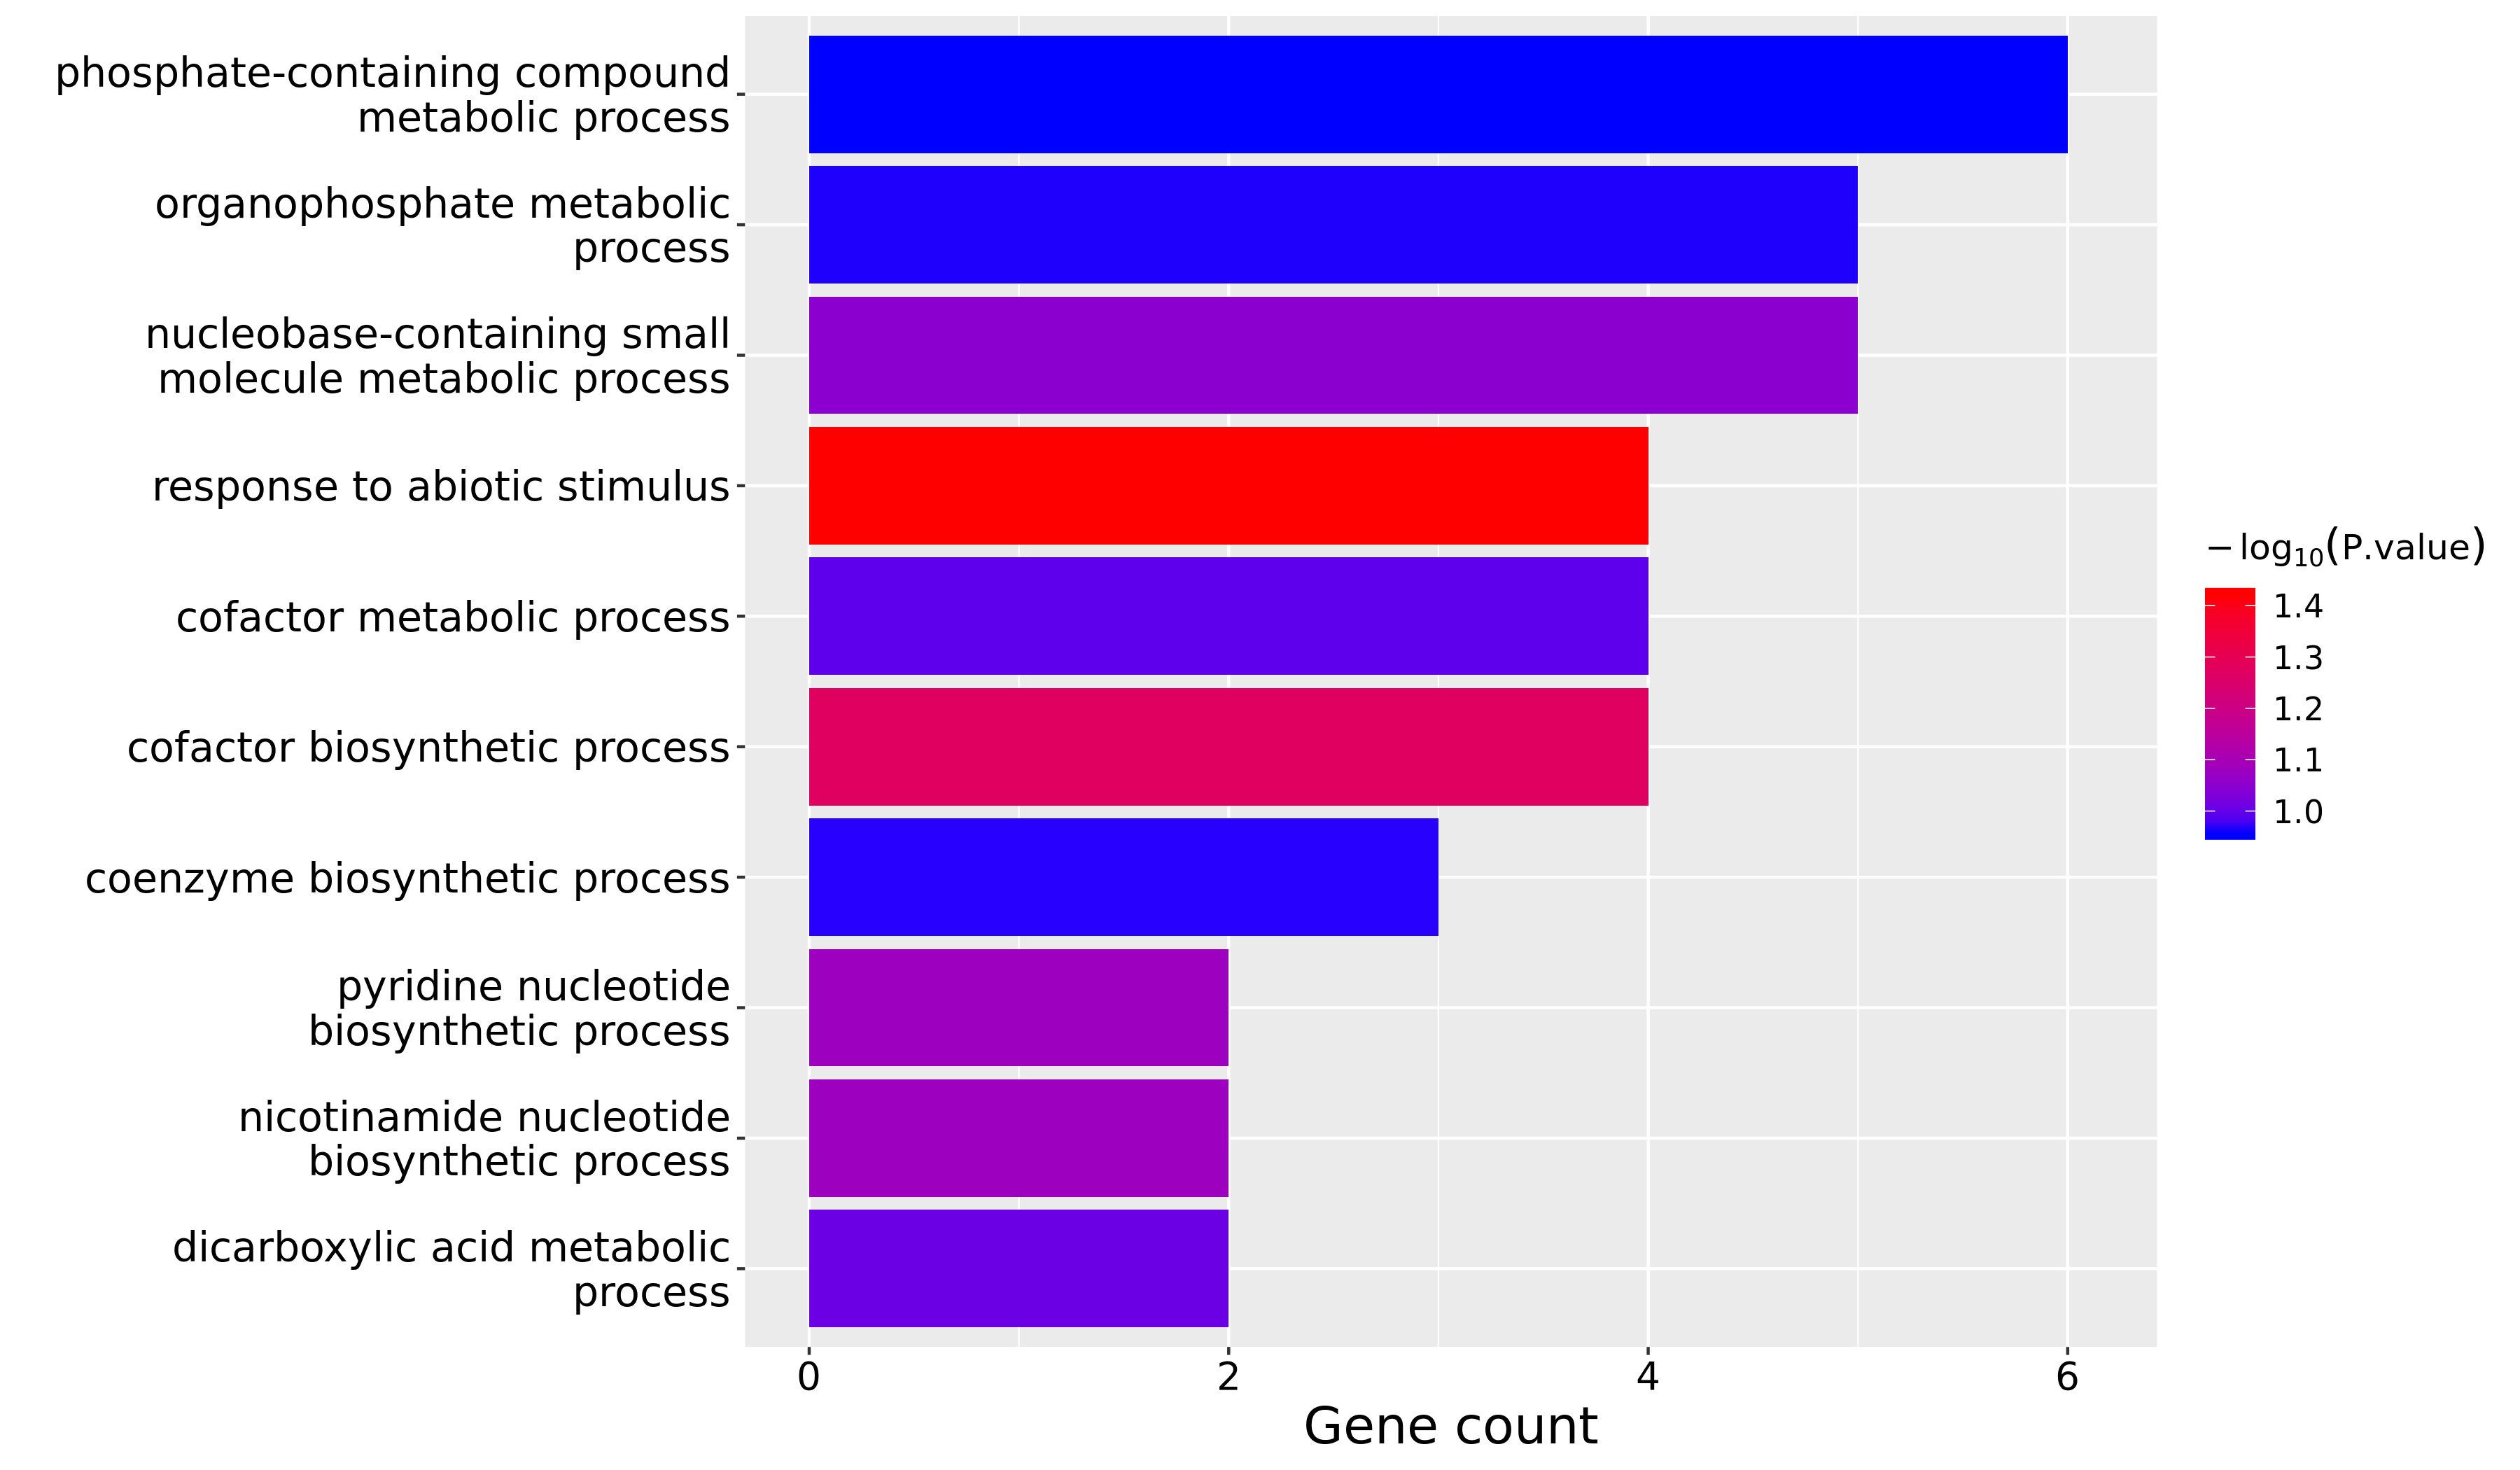 phosphate-containing compound
metabolic process
organophosphate metabolic
process
nucleobase-containing small
molecule metabolic process
response to abiotic stimulus
cofactor metabolic process
cofactor biosynthetic process
coenzyme biosynthetic process
pyridine nucleotide
biosynthetic process
nicotinamide nucleotide
biosynthetic process
dicarboxylic acid metabolic
process
0 2 4 6
Gene count
− log₁₀(P.value)
1.4
1.3
1.2
1.1
1.0